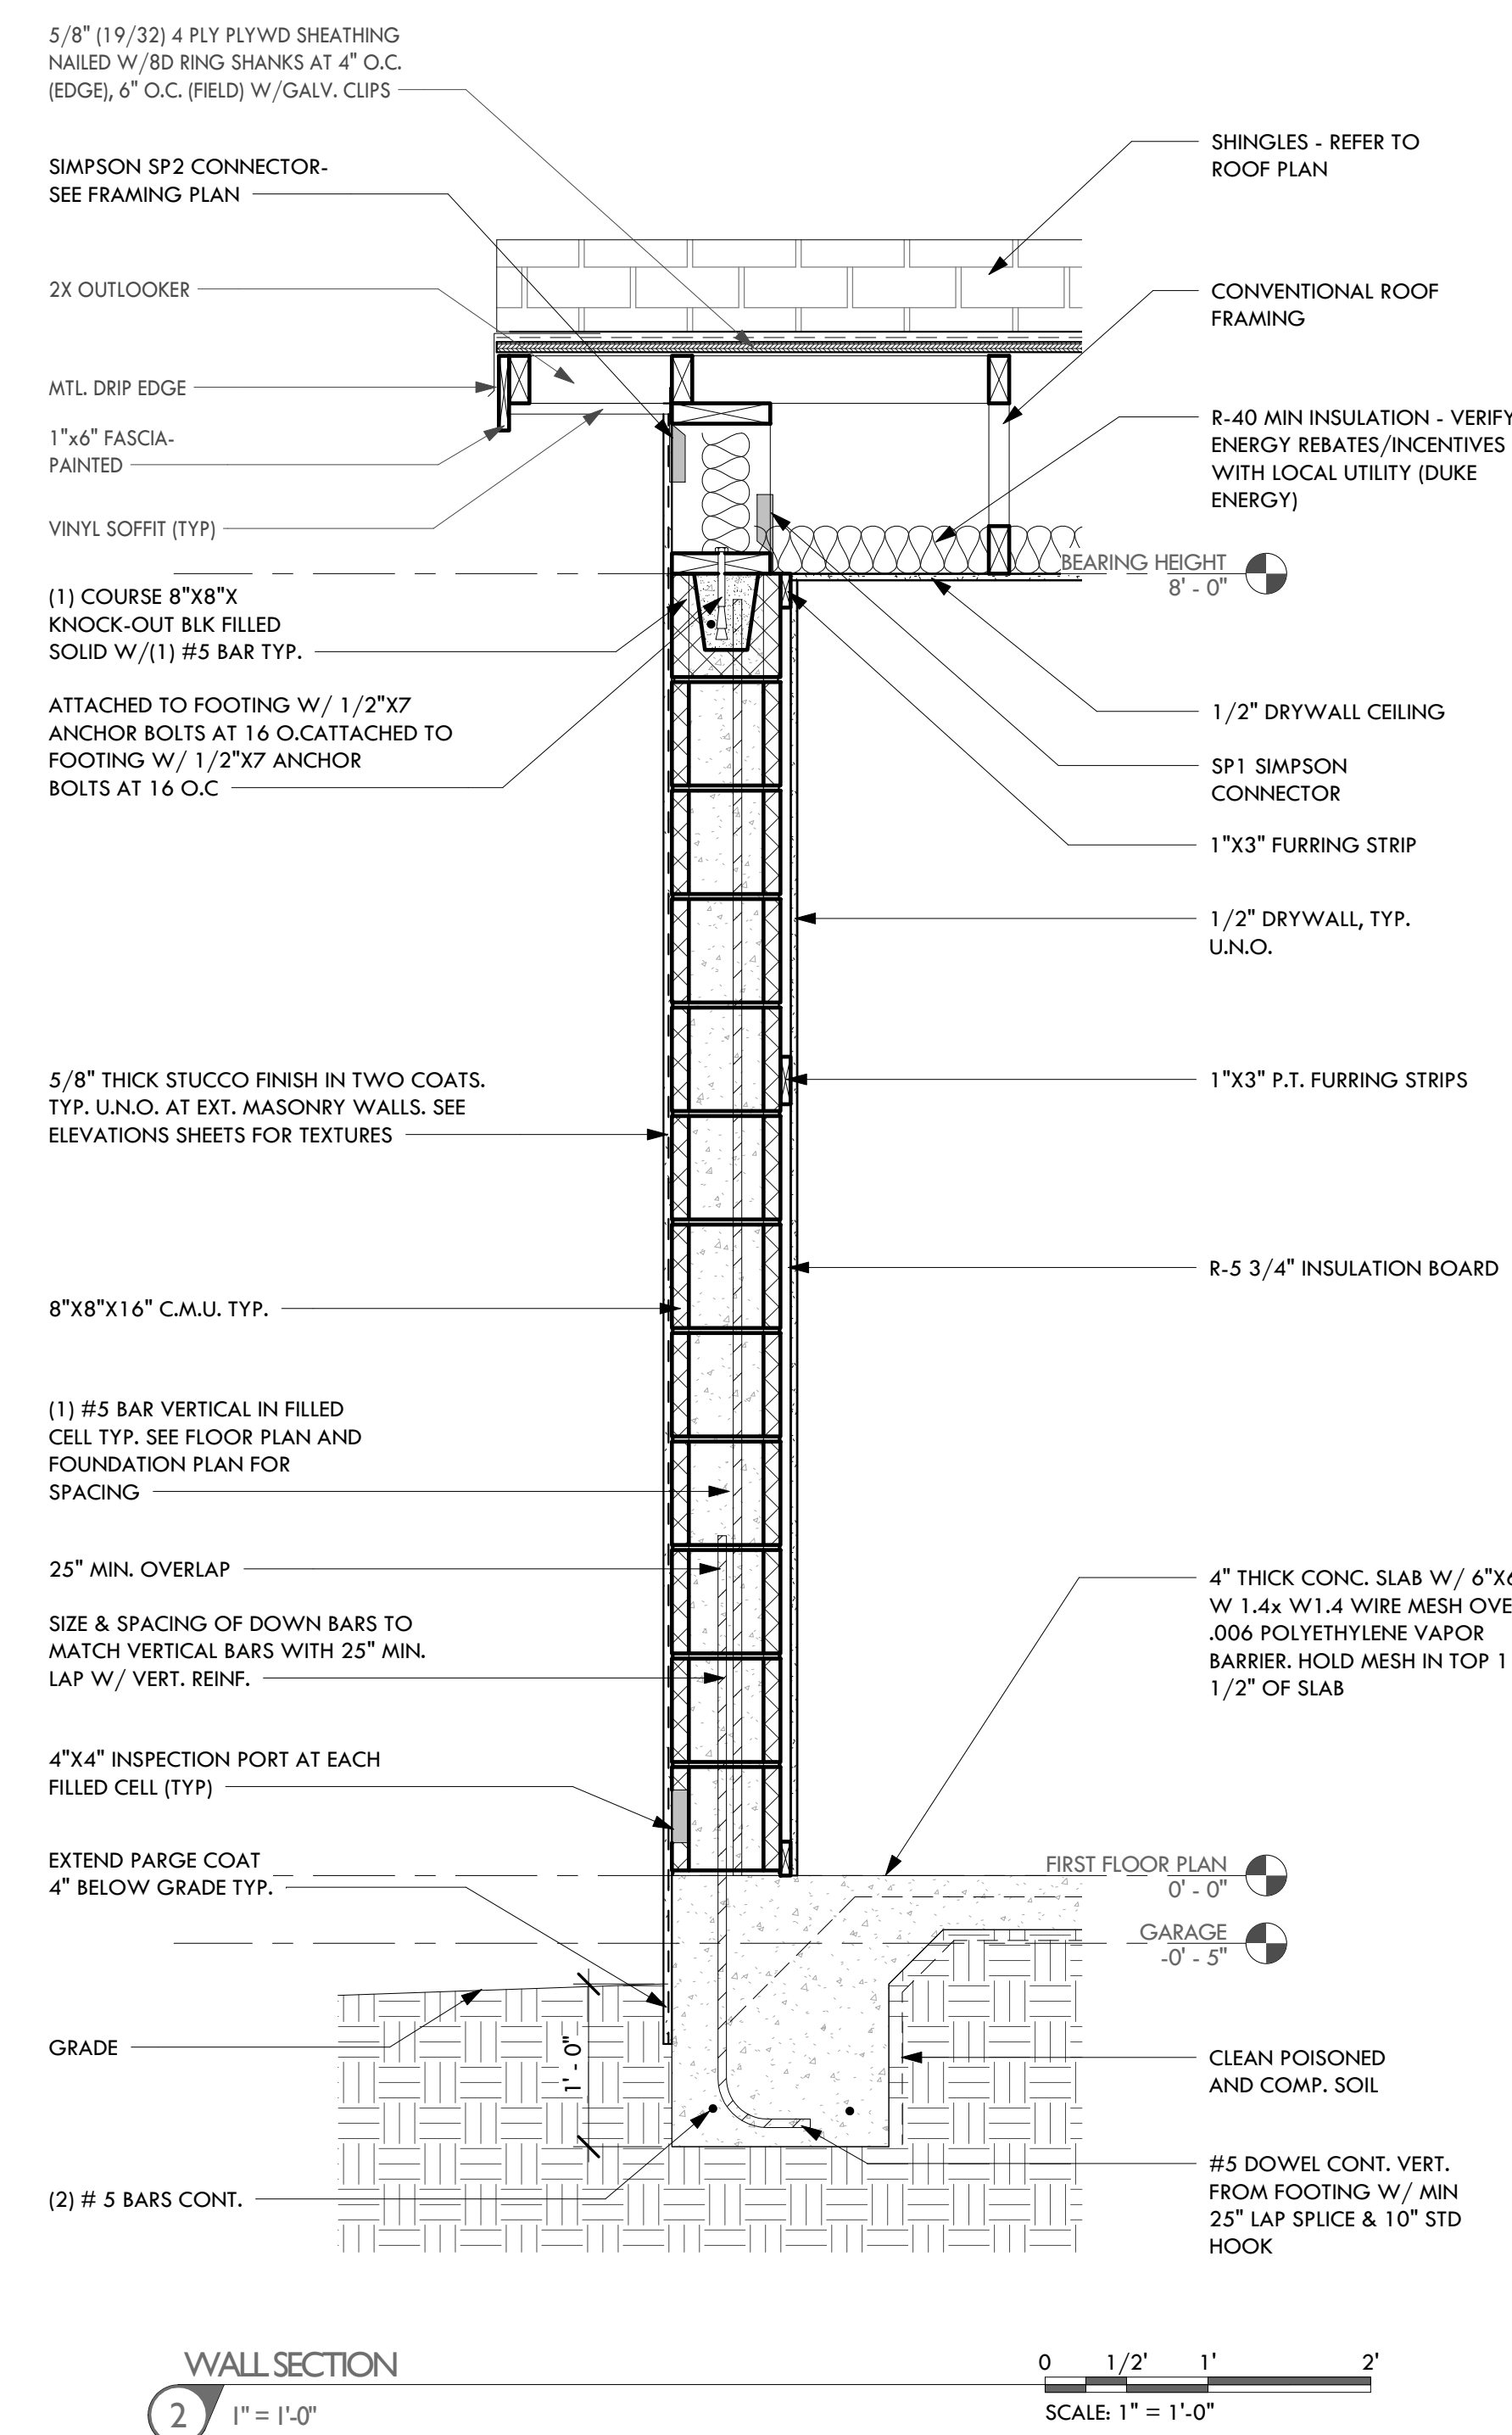 5/8" (19/32) 4 PLY PLYWD SHEATHING
NAILED W/8D RING SHANKS AT 4" O.C.
(EDGE), 6" O.C. (FIELD) W/GALV. CLIPS
SIMPSON SP2 CONNECTOR-
SEE FRAMING PLAN
2X OUTLOOKER
MTL. DRIP EDGE
1"x6" FASCIA-
PAINTED
VINYL SOFFIT (TYP)
(1) COURSE 8"X8"X
KNOCK-OUT BLK FILLED
SOLID W/(1) #5 BAR TYP.
ATTACHED TO FOOTING W/ 1/2"X7
ANCHOR BOLTS AT 16 O.CATTACHED TO
FOOTING W/ 1/2"X7 ANCHOR
BOLTS AT 16 O.C
5/8" THICK STUCCO FINISH IN TWO COATS.
TYP. U.N.O. AT EXT. MASONRY WALLS. SEE
ELEVATIONS SHEETS FOR TEXTURES
8"X8"X16" C.M.U. TYP.
(1) #5 BAR VERTICAL IN FILLED
CELL TYP. SEE FLOOR PLAN AND
FOUNDATION PLAN FOR
SPACING
25" MIN. OVERLAP
SIZE & SPACING OF DOWN BARS TO
MATCH VERTICAL BARS WITH 25" MIN.
LAP W/ VERT. REINF.
4"X4" INSPECTION PORT AT EACH
FILLED CELL (TYP)
EXTEND PARGE COAT
4" BELOW GRADE TYP.
GRADE
1' - 0"
(2) # 5 BARS CONT.
SHINGLES - REFER TO
ROOF PLAN
CONVENTIONAL ROOF
FRAMING
R-40 MIN INSULATION - VERIFY
ENERGY REBATES/INCENTIVES
WITH LOCAL UTILITY (DUKE
ENERGY)
BEARING HEIGHT
8' - 0"
1/2" DRYWALL CEILING
SP1 SIMPSON
CONNECTOR
1"X3" FURRING STRIP
1/2" DRYWALL, TYP.
U.N.O.
1"X3" P.T. FURRING STRIPS
R-5 3/4" INSULATION BOARD
4" THICK CONC. SLAB W/ 6"X6
W 1.4x W1.4 WIRE MESH OVE
.006 POLYETHYLENE VAPOR
BARRIER. HOLD MESH IN TOP 1
1/2" OF SLAB
FIRST FLOOR PLAN
0' - 0"
GARAGE
-0' - 5"
CLEAN POISONED
AND COMP. SOIL
#5 DOWEL CONT. VERT.
FROM FOOTING W/ MIN
25" LAP SPLICE & 10" STD
HOOK
WALL SECTION
2
1" = 1'-0"
0 1/2' 1' 2'
SCALE: 1" = 1'-0"